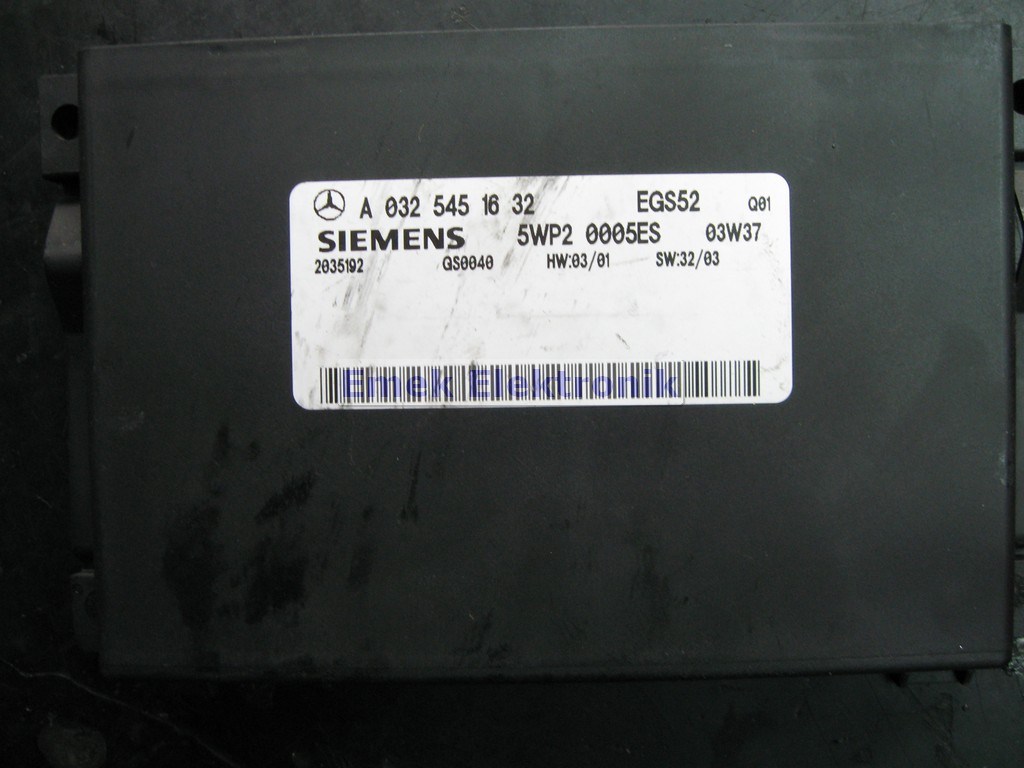 A 032 545 16 32 EGS52 Q01
SIEMENS 5WP2 0005ES 03W37
2035192 GS0040 HW:03/01 SW:32/03
Emek Elektronik